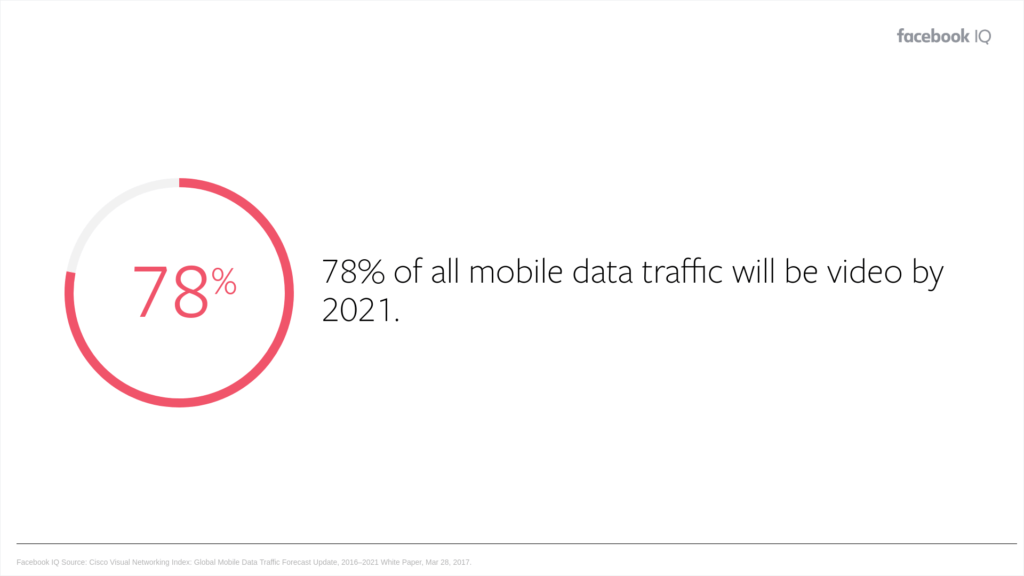 facebook IQ
78%
78% of all mobile data traffic will be video by
2021.
Facebook IQ Source: Cisco Visual Networking Index: Global Mobile Data Traffic Forecast Update, 2016–2021 White Paper, Mar 28, 2017.